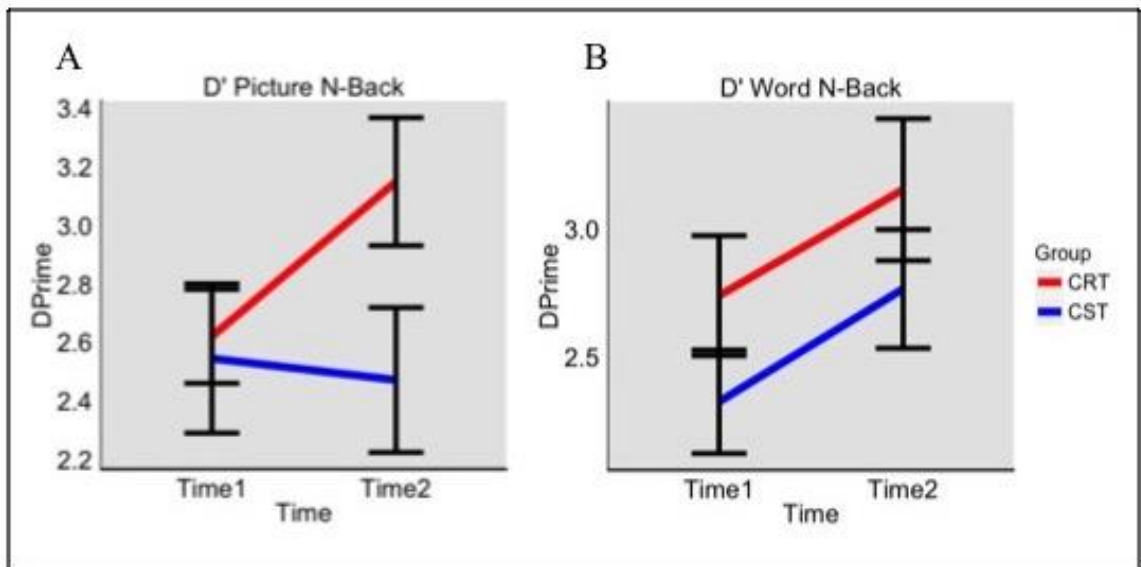 A
D' Picture N-Back
3.4
3.2
3.0
2.8
2.6
2.4
2.2
DPrime
Time1
Time2
Time
B
D' Word N-Back
3.0
2.5
DPrime
Time1
Time2
Time
Group
CRT
CST